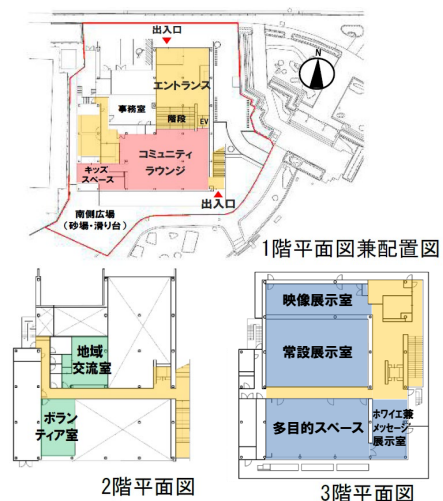 出入口
N
エントランス
事務室
階段
EV
コミュニティ
ラウンジ
キッズ
スペース
南側広場
(砂場・滑り台)
出入口
1階平面図兼配置図
地域
交流室
ボラン
ティア室
2階平面図
映像展示室
常設展示室
多目的スペース
ホワイエ兼
メッセージ
展示室
3階平面図